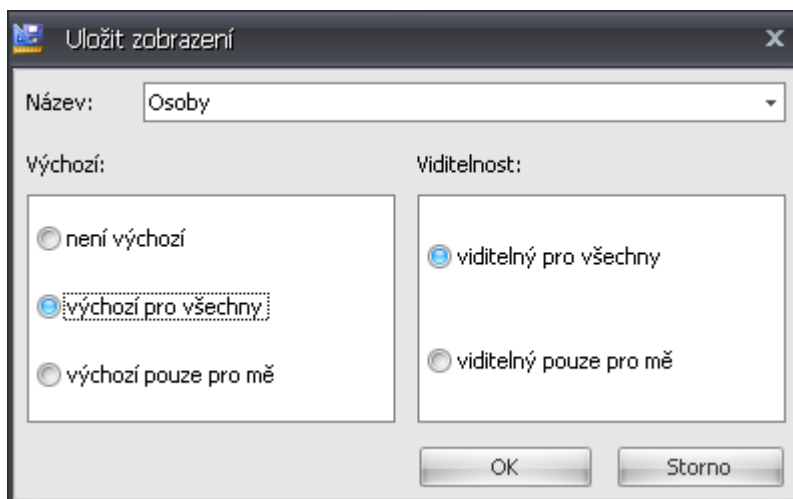 Uložit zobrazení
Název: Osoby
Výchozí:
není výchozí
výchozí pro všechny
výchozí pouze pro mě
Viditelnost:
viditelný pro všechny
viditelný pouze pro mě
OK Storno